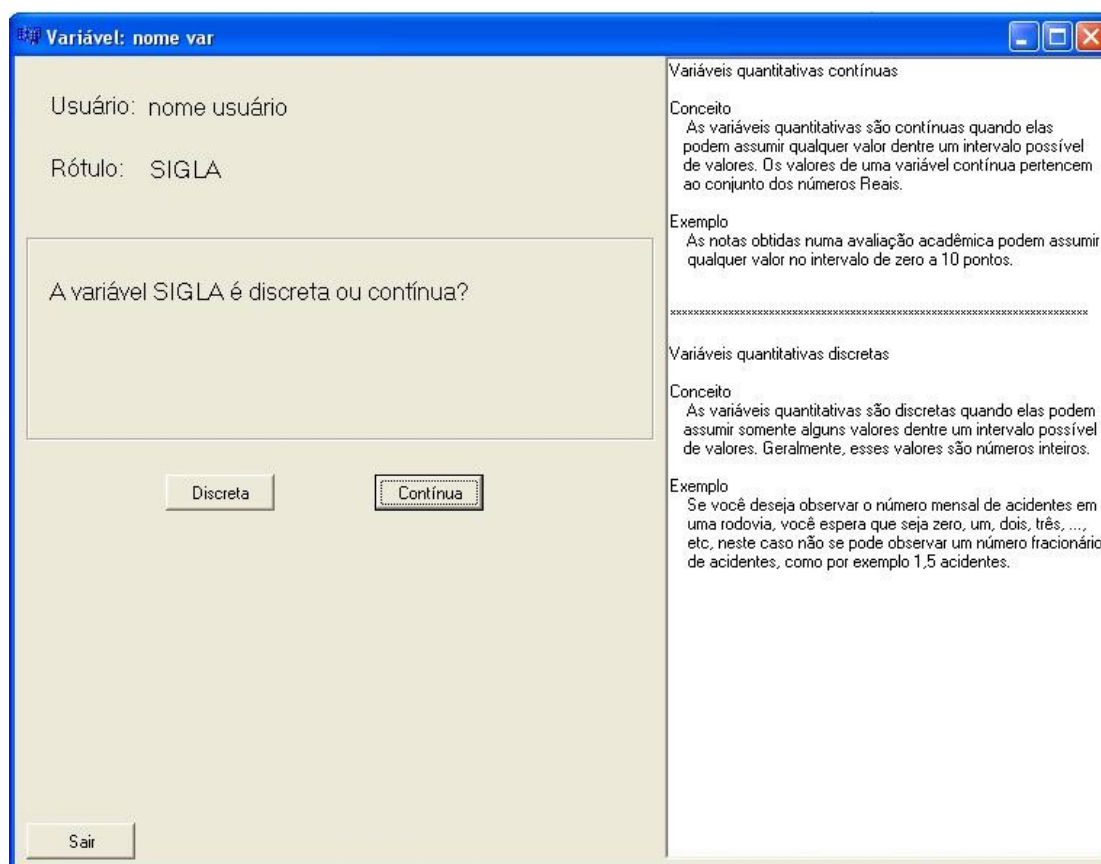 Variável: nome var
Usuário: nome usuário
Rótulo: SIGLA
A variável SIGLA é discreta ou contínua?
Discreta
Contínua
Sair
Variáveis quantitativas contínuas
Conceito
As variáveis quantitativas são contínuas quando elas
podem assumir qualquer valor dentre um intervalo possível
de valores. Os valores de uma variável contínua pertencem
ao conjunto dos números Reais.
Exemplo
As notas obtidas numa avaliação acadêmica podem assumir
qualquer valor no intervalo de zero a 10 pontos.
Variáveis quantitativas discretas
Conceito
As variáveis quantitativas são discretas quando elas podem
assumir somente alguns valores dentre um intervalo possível
de valores. Geralmente, esses valores são números inteiros.
Exemplo
Se você deseja observar o número mensal de acidentes em
uma rodovia, você espera que seja zero, um, dois, três, ...,
etc, neste caso não se pode observar um número fracionário
de acidentes, como por exemplo 1,5 acidentes.